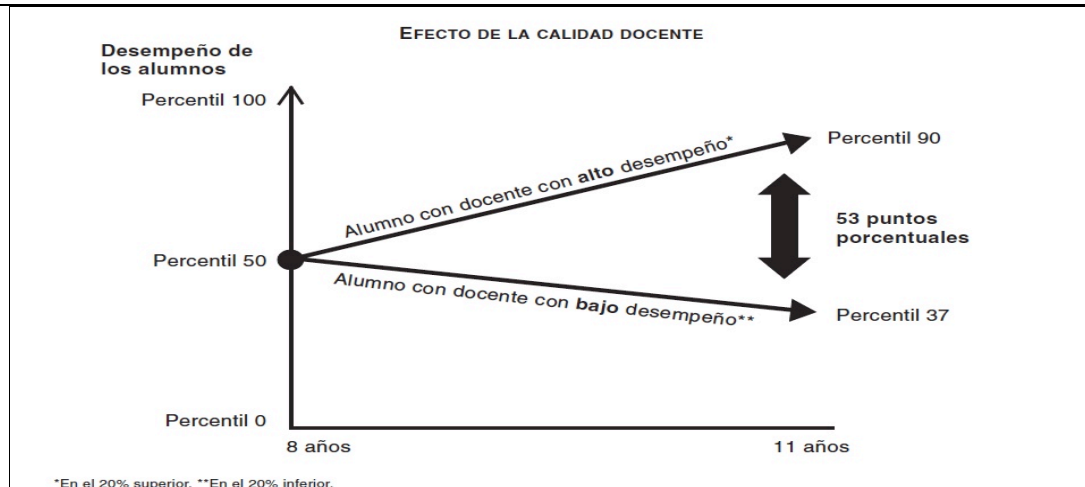 EFECTO DE LA CALIDAD DOCENTE
Desempeño de
los alumnos
Percentil 100
Percentil 90
Alumno con docente con alto desempeño*
53 puntos
porcentuales
Percentil 50
Alumno con docente con bajo desempeño**
Percentil 37
Percentil 0
8 años
11 años
*En el 20% superior. **En el 20% inferior.